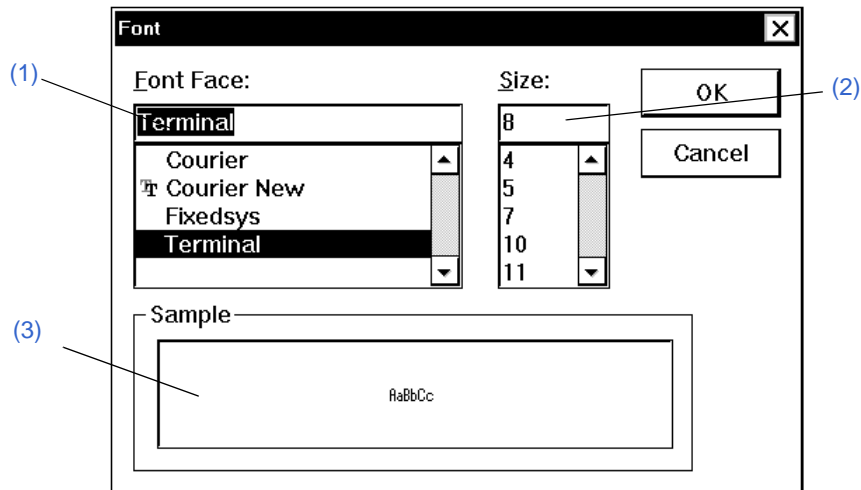 Font
(1)
Font Face:
Size:
OK
(2)
Terminal
8
Cancel
Courier
4
Courier New
5
Fixedsys
7
Terminal
10
11
(3)
Sample
AaBbCc